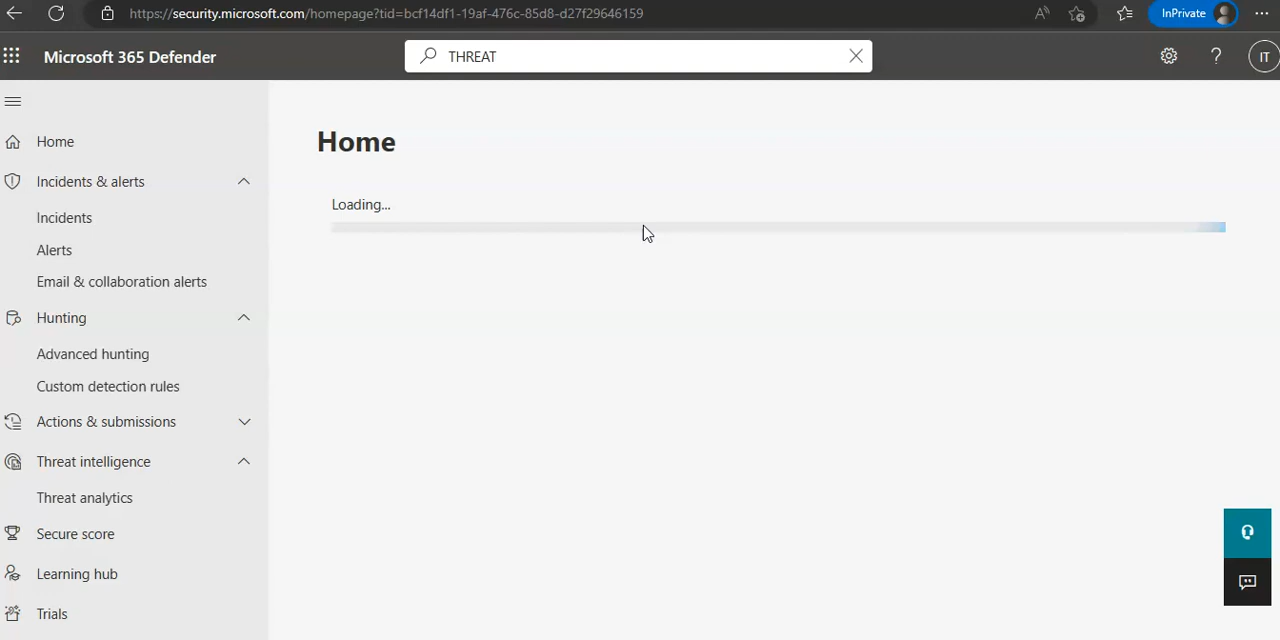 https://security.microsoft.com/homepage?tid=bcf14df1-19af-476c-85d8-d27f29646159
InPrivate
Microsoft 365 Defender
THREAT
IT
Home
Home
Incidents & alerts
Loading...
Incidents
Alerts
Email & collaboration alerts
Hunting
Advanced hunting
Custom detection rules
Actions & submissions
Threat intelligence
Threat analytics
Secure score
Learning hub
Trials